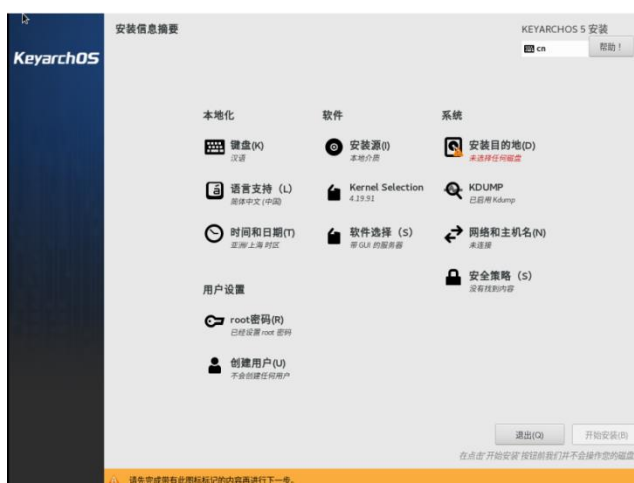 安装信息摘要
KEYARCHOS 5 安装
cn
帮助！
KeyarchOS
本地化
软件
系统
键盘(K)
汉语
安装源(I)
本地介质
安装目的地(D)
未选择任何磁盘
语言支持（L）
简体中文 (中国)
Kernel Selection
4.19.91
KDUMP
已启用 Kdump
时间和日期(T)
亚洲/上海 时区
软件选择（S）
带 GUI 的服务器
网络和主机名(N)
未连接
安全策略（S）
没有找到内容
用户设置
root密码(R)
已经设置 root 密码
创建用户(U)
不会创建任何用户
退出(Q)
开始安装(B)
在点击'开始安装'按钮前我们并不会操作您的磁盘
请先完成带有此图标标记的内容再进行下一步。